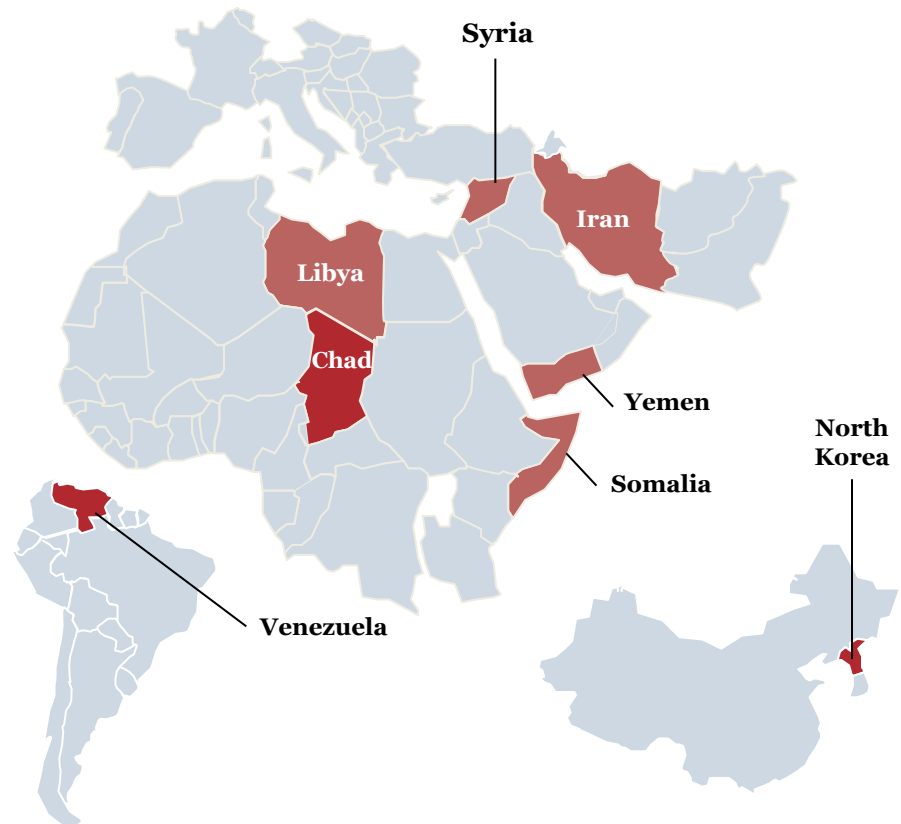 Syria
Iran
Libya
Chad
Yemen
North
Korea
Somalia
Venezuela